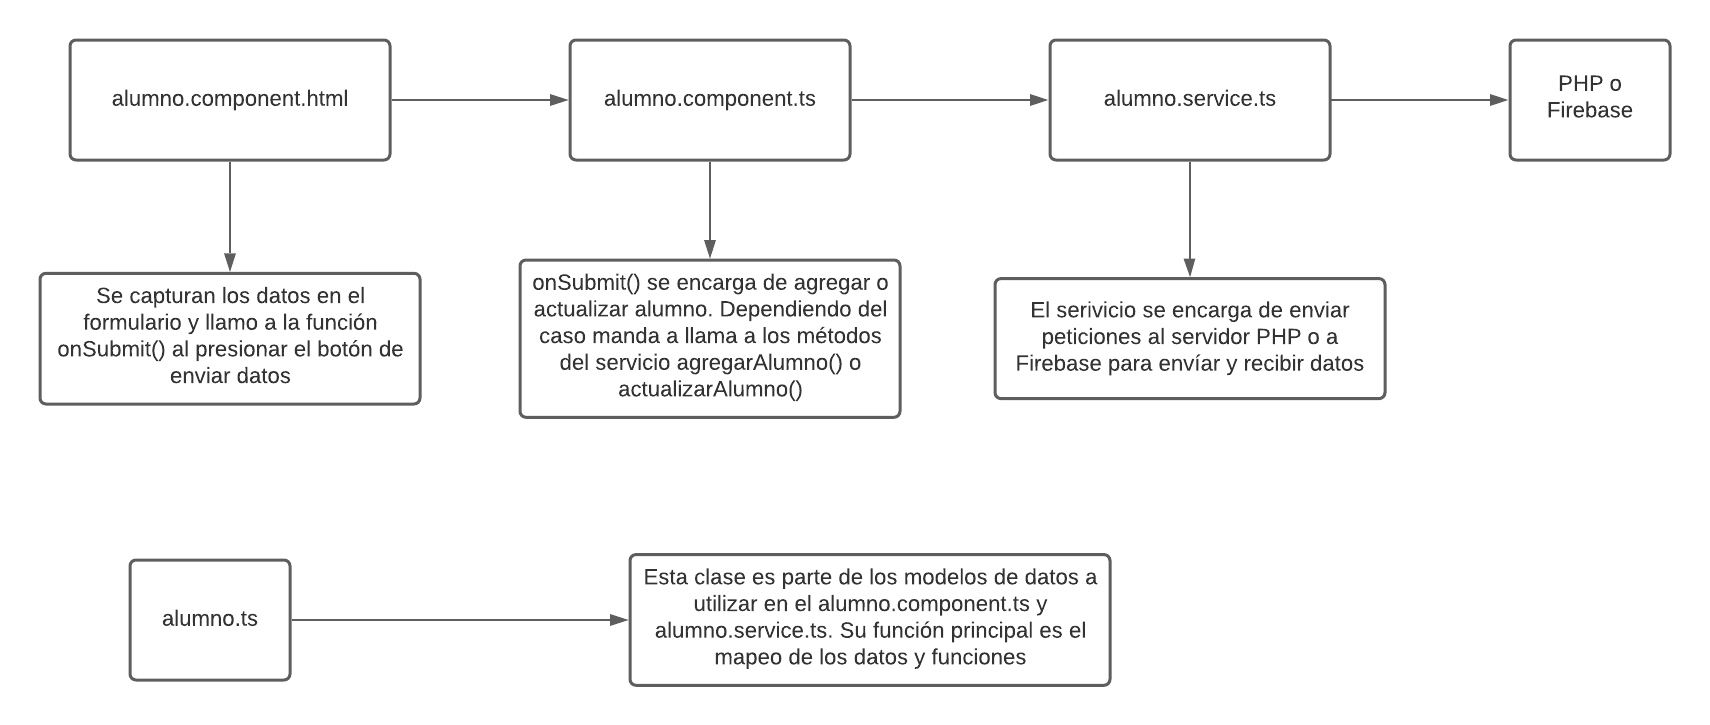 alumno.component.html
alumno.component.ts
alumno.service.ts
PHP o
Firebase
Se capturan los datos en el
formulario y llamo a la función
onSubmit() al presionar el botón de
enviar datos
onSubmit() se encarga de agregar o
actualizar alumno. Dependiendo del
caso manda a llama a los métodos
del servicio agregarAlumno() o
actualizarAlumno()
El serivicio se encarga de enviar
peticiones al servidor PHP o a
Firebase para envíar y recibir datos
alumno.ts
Esta clase es parte de los modelos de datos a
utilizar en el alumno.component.ts y
alumno.service.ts. Su función principal es el
mapeo de los datos y funciones